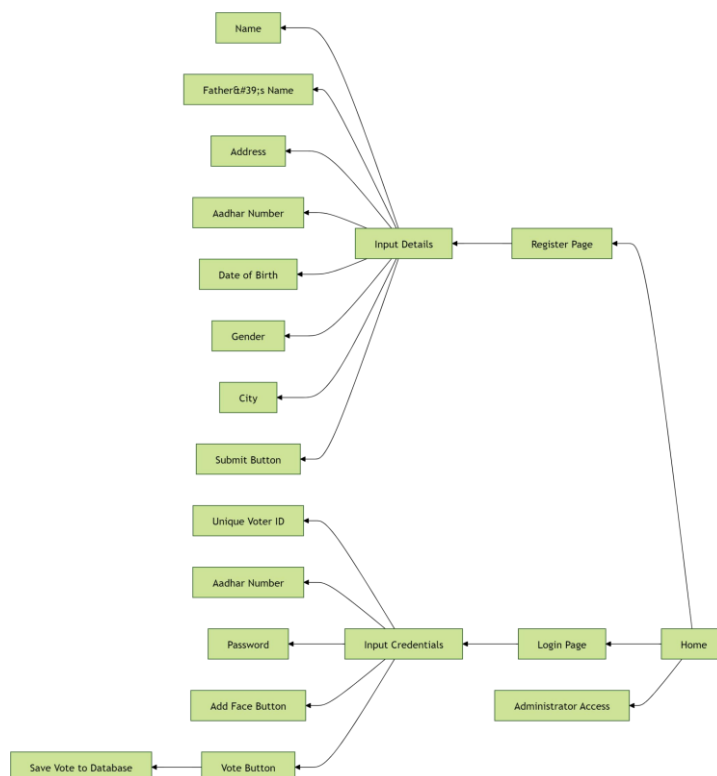 Name
Father&#39;s Name
Address
Aadhar Number
Input Details
Register Page
Date of Birth
Gender
City
Submit Button
Unique Voter ID
Aadhar Number
Password
Input Credentials
Login Page
Home
Add Face Button
Administrator Access
Save Vote to Database
Vote Button